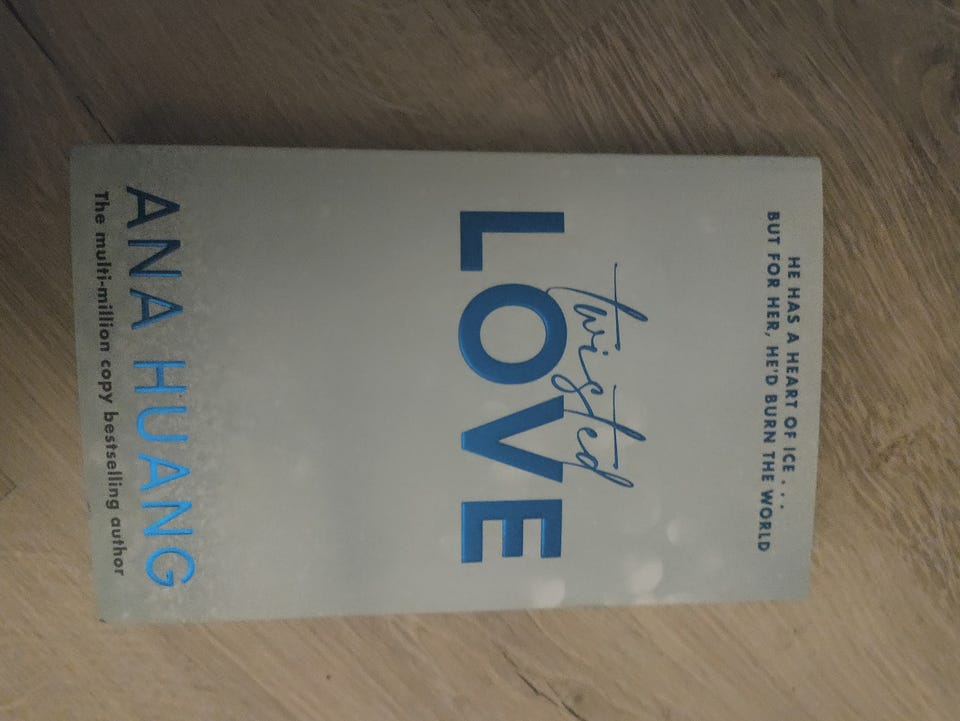 HE HAS A HEART OF ICE . . .
BUT FOR HER, HE'D BURN THE WORLD
twisted
LOVE
ANA HUANG
The multi-million copy bestselling author